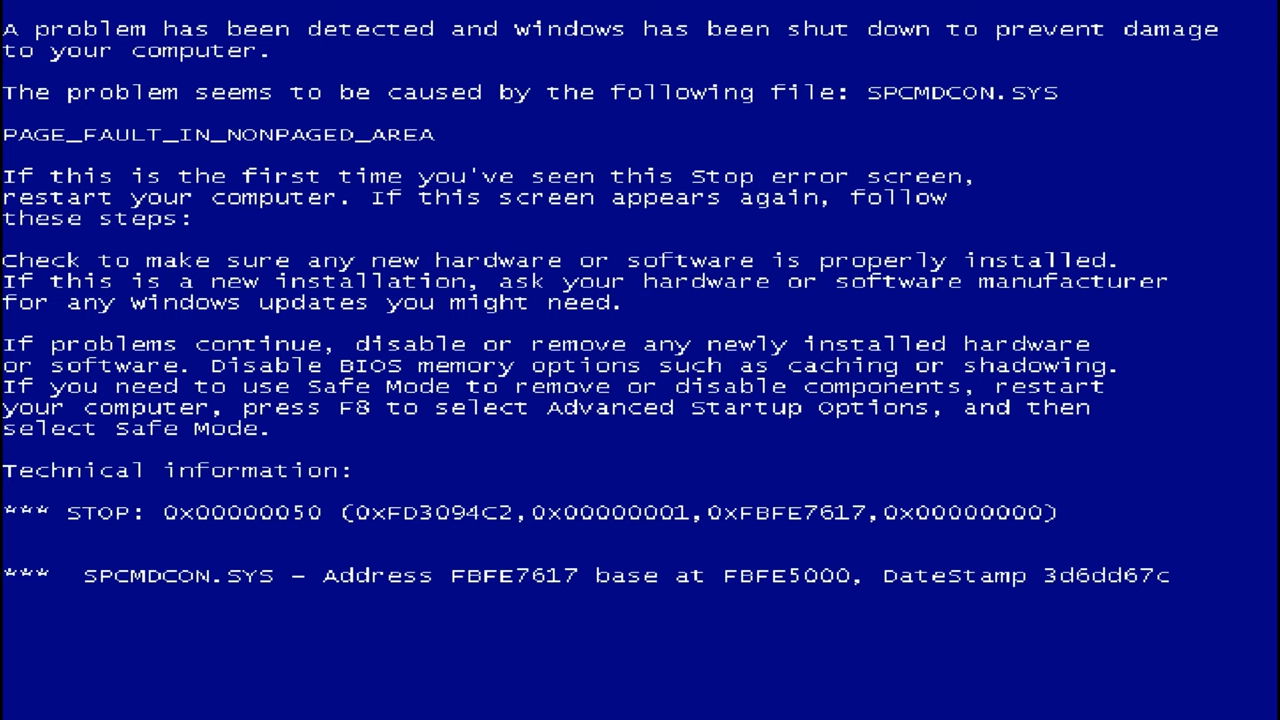 A problem has been detected and Windows has been shut down to prevent damage
to your computer.
The problem seems to be caused by the following file: SPCMDCON.SYS
PAGE_FAULT_IN_NONPAGED_AREA
If this is the first time you've seen this Stop error screen,
restart your computer. If this screen appears again, follow
these steps:
Check to make sure any new hardware or software is properly installed.
If this is a new installation, ask your hardware or software manufacturer
for any Windows updates you might need.
If problems continue, disable or remove any newly installed hardware
or software. Disable BIOS memory options such as caching or shadowing.
If you need to use Safe Mode to remove or disable components, restart
your computer, press F8 to select Advanced Startup Options, and then
select Safe Mode.
Technical information:
*** STOP: 0x00000050 (0xFD3094C2,0x00000001,0xFBFE7617,0x00000000)
***  SPCMDCON.SYS - Address FBFE7617 base at FBFE5000, DateStamp 3d6dd67c